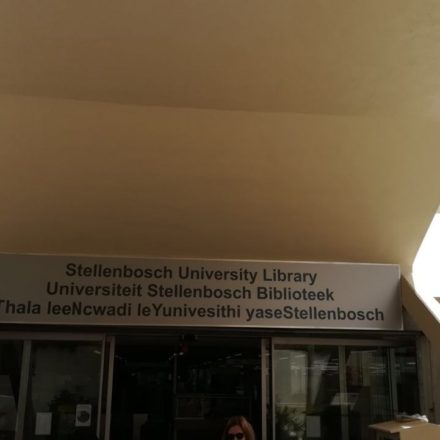 Stellenbosch University Library
Universiteit Stellenbosch Biblioteek
Thala leeNcwadi leYunivesithi yaseStellenbosch